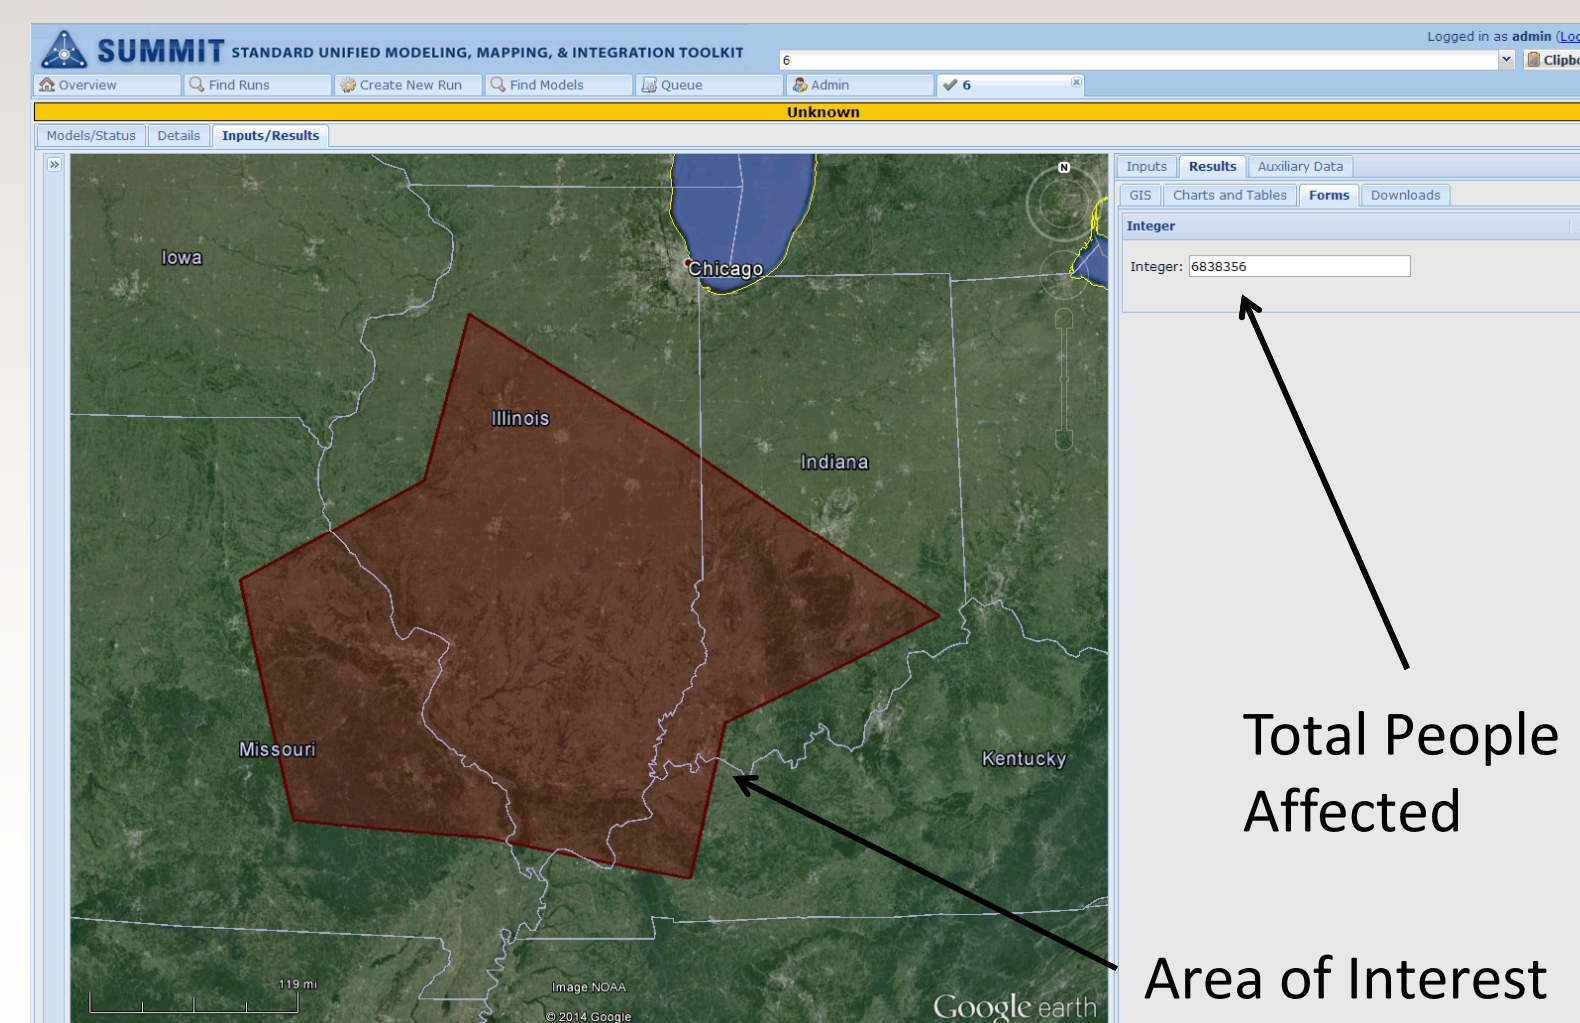 SUMMIT STANDARD UNIFIED MODELING, MAPPING, & INTEGRATION TOOLKIT
Logged in as admin
6
Overview Find Runs Create New Run Find Models Queue Admin 6
Unknown
Models/Status Details Inputs/Results
N
Inputs Results Auxiliary Data
GIS Charts and Tables Forms Downloads
Integer
Integer: 6838356
Iowa
Chicago
Illinois
Indiana
Missouri
Kentucky
Total People
Affected
Area of Interest
119 mi
Image NOAA
© 2014 Google
Google earth